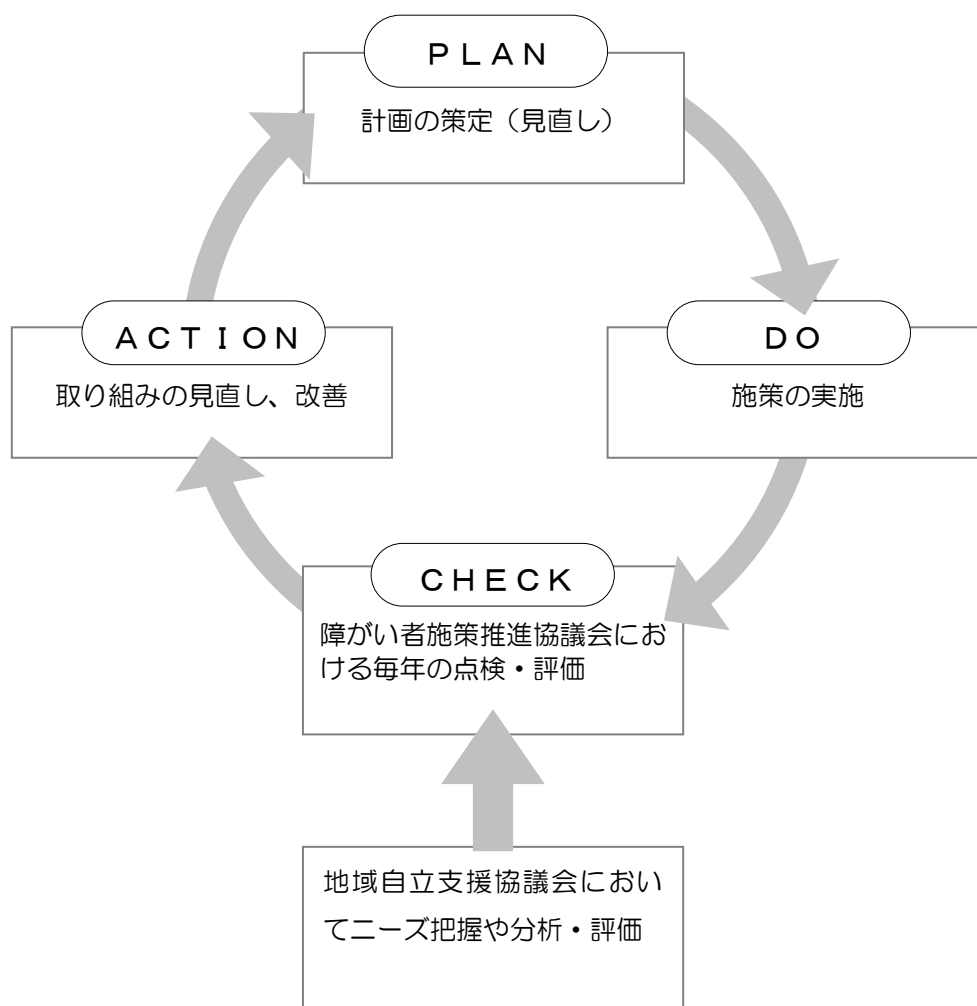 ＰＬＡＮ
計画の策定（見直し）
ＡＣＴＩＯＮ
取り組みの見直し、改善
ＤＯ
施策の実施
ＣＨＥＣＫ
障がい者施策推進協議会にお
ける毎年の点検・評価
地域自立支援協議会におい
てニーズ把握や分析・評価